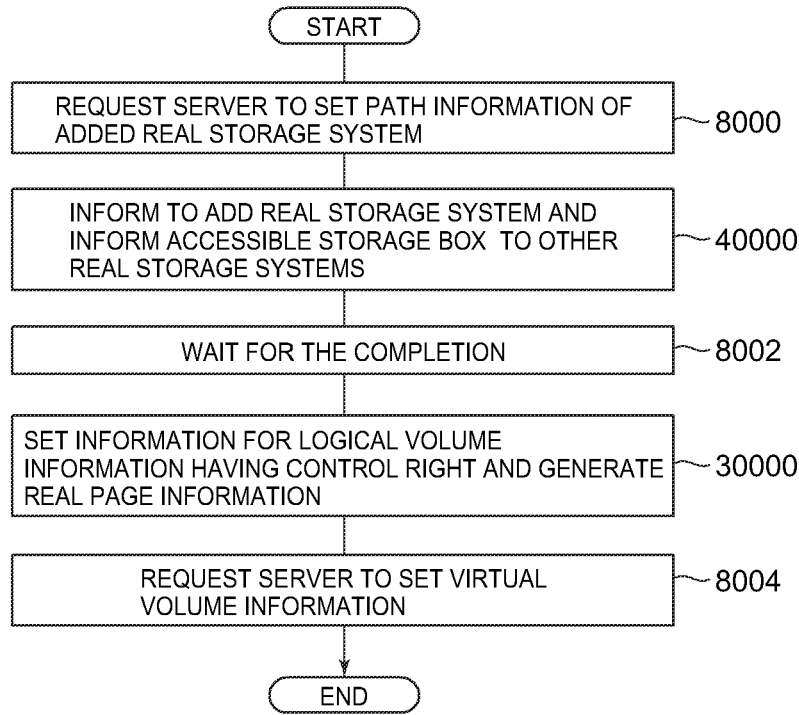 START
REQUEST SERVER TO SET PATH INFORMATION OF
ADDED REAL STORAGE SYSTEM
8000
INFORM TO ADD REAL STORAGE SYSTEM AND
INFORM ACCESSIBLE STORAGE BOX TO OTHER
REAL STORAGE SYSTEMS
40000
WAIT FOR THE COMPLETION
8002
SET INFORMATION FOR LOGICAL VOLUME
INFORMATION HAVING CONTROL RIGHT AND GENERATE
REAL PAGE INFORMATION
30000
REQUEST SERVER TO SET VIRTUAL
VOLUME INFORMATION
8004
END